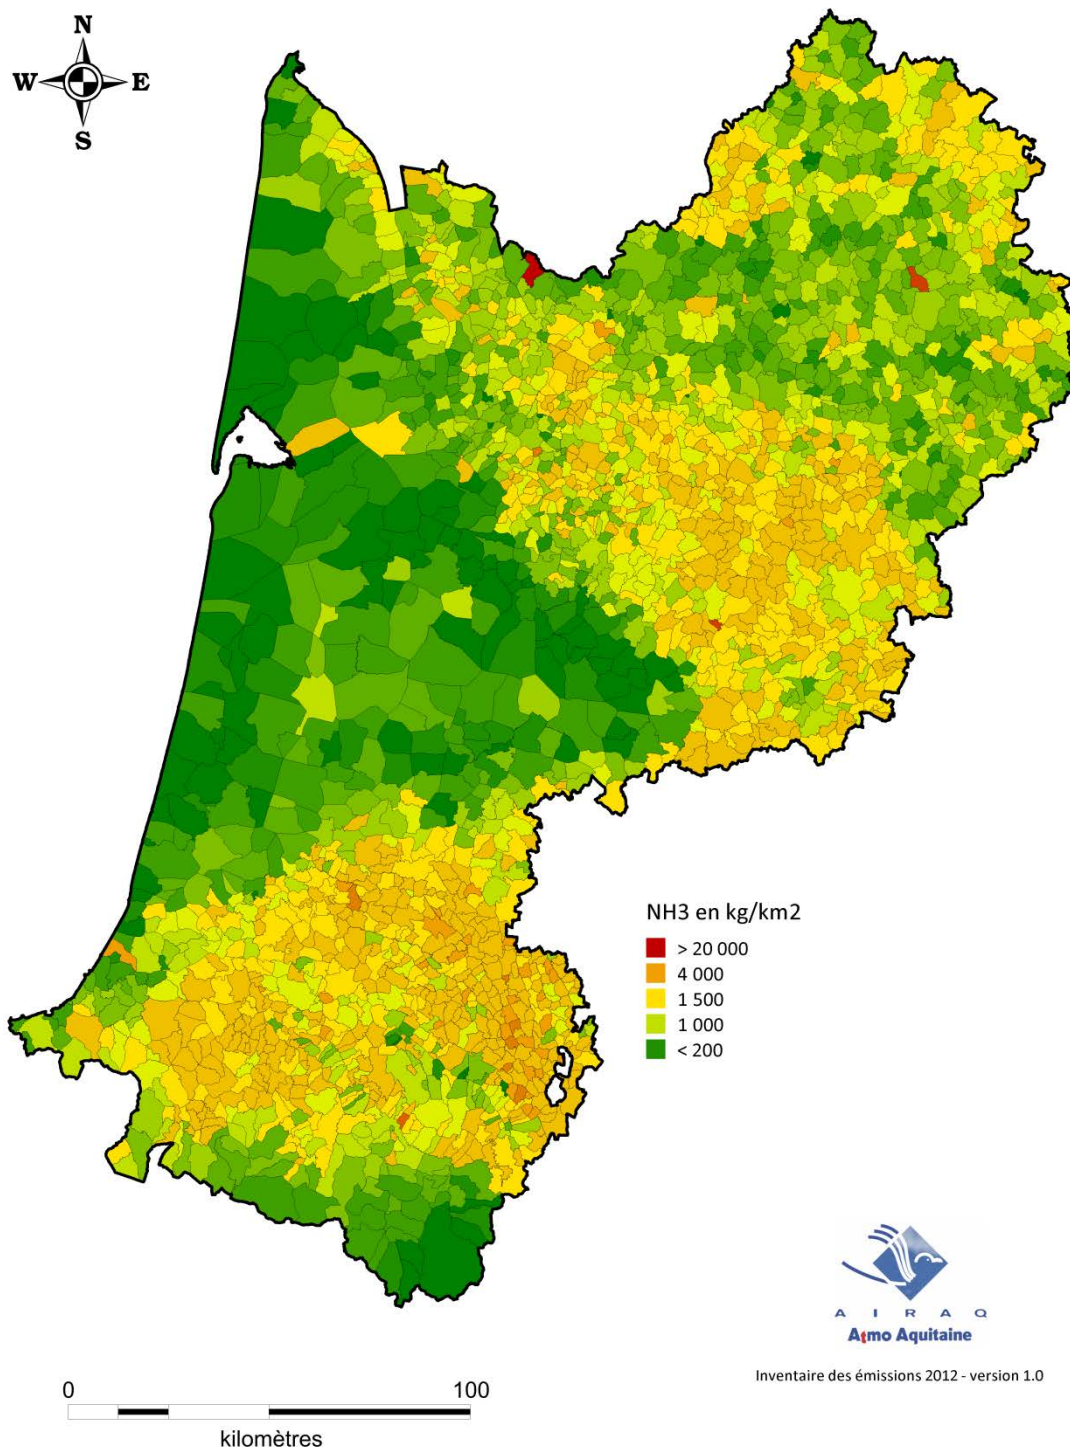 N
W E
S
NH3 en kg/km2
> 20 000
4 000
1 500
1 000
< 200
A I R A Q
Atmo Aquitaine
Inventaire des émissions 2012 - version 1.0
0 100
kilomètres